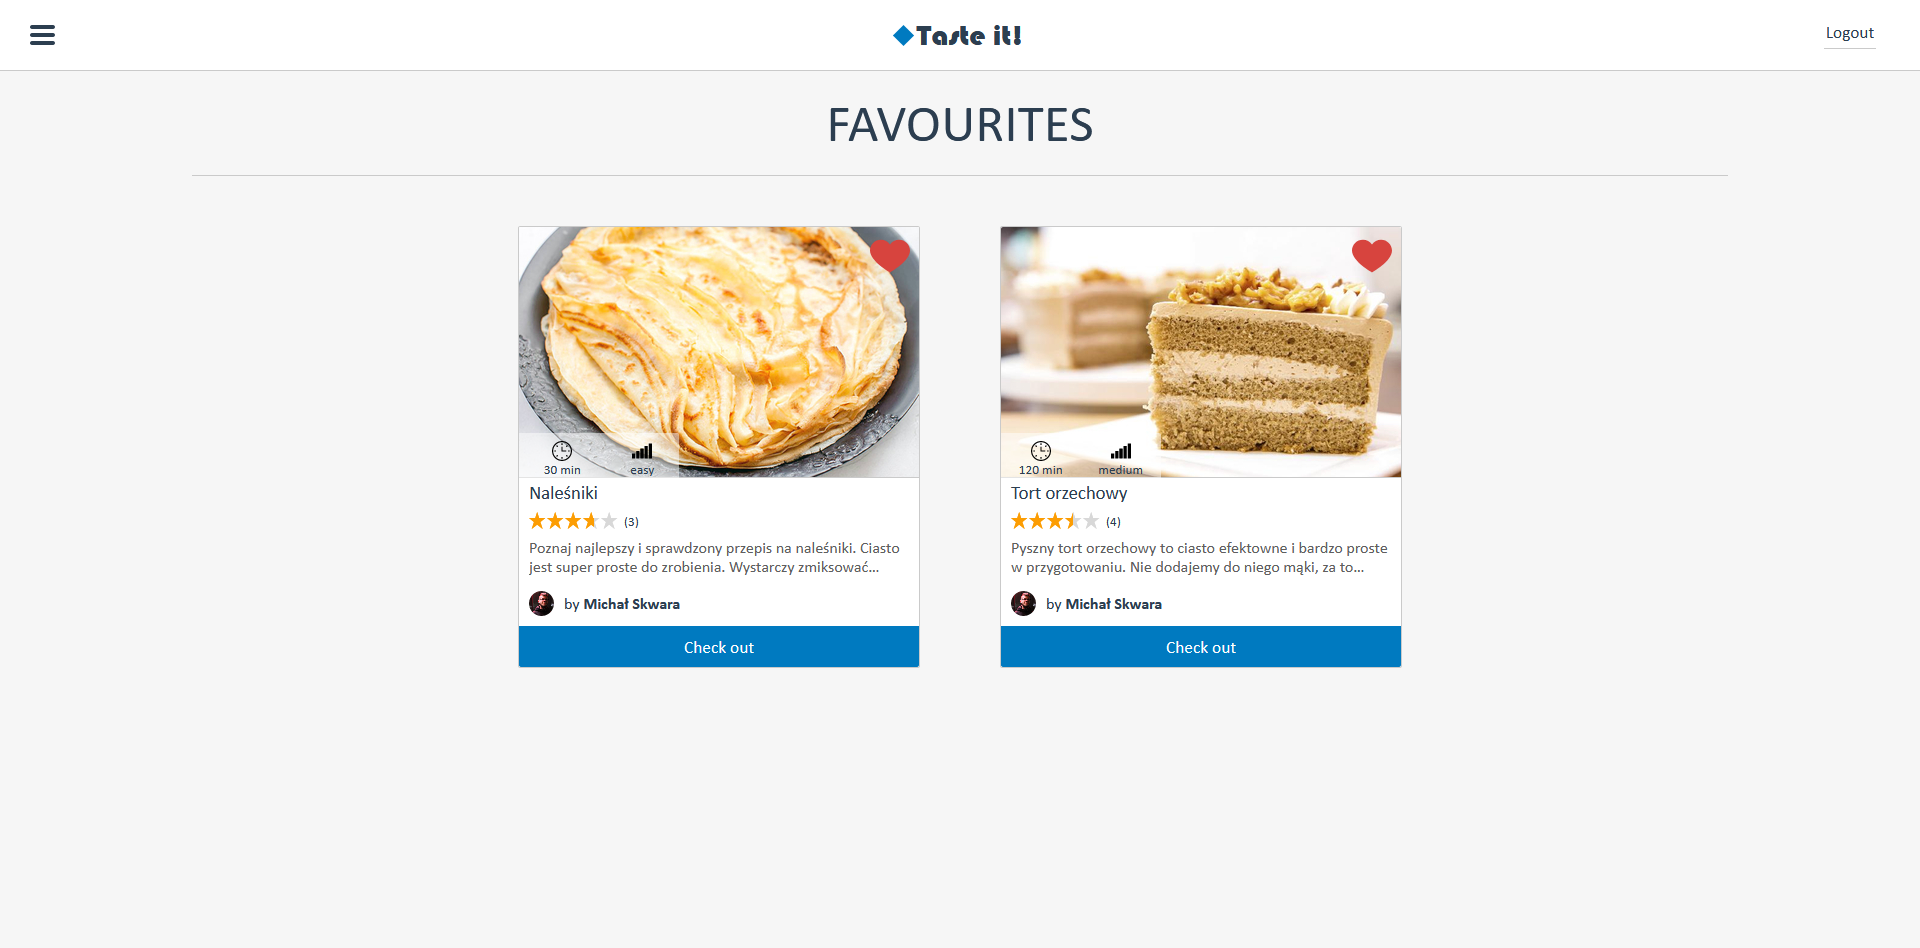 Taste it!
Logout
FAVOURITES
30 min
easy
Naleśniki
(3)
Poznaj najlepszy i sprawdzony przepis na naleśniki. Ciasto
jest super proste do zrobienia. Wystarczy zmiksować...
by Michał Skwara
Check out
120 min
medium
Tort orzechowy
(4)
Pyszny tort orzechowy to ciasto efektowne i bardzo proste
w przygotowaniu. Nie dodajemy do niego mąki, za to...
by Michał Skwara
Check out